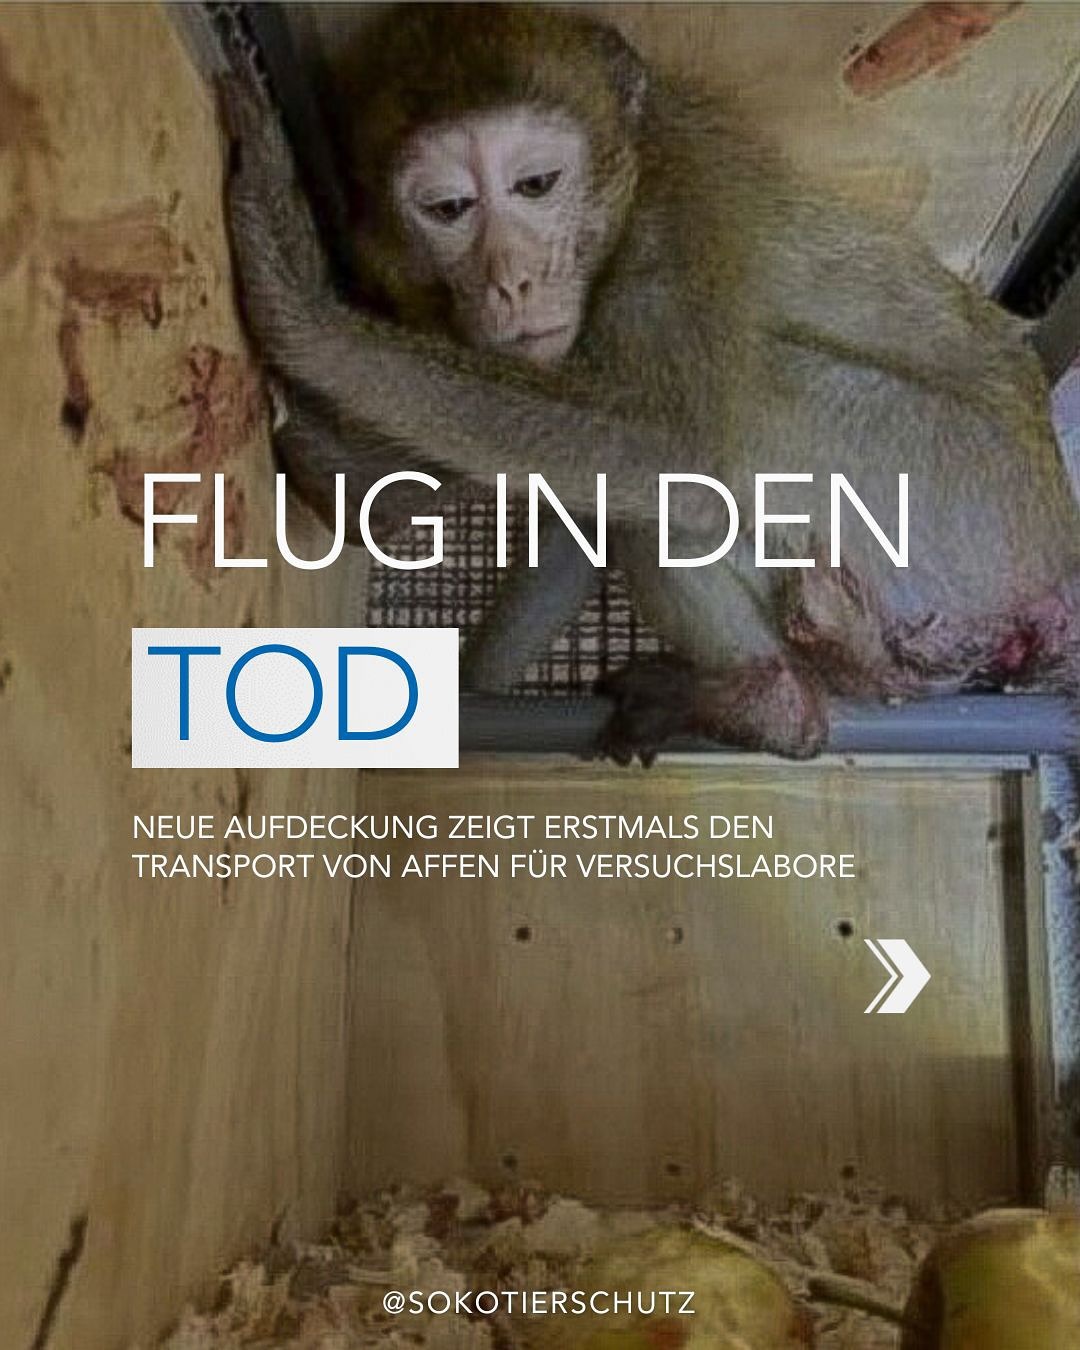 FLUG IN DEN
TOD
NEUE AUFDECKUNG ZEIGT ERSTMALS DEN
TRANSPORT VON AFFEN FÜR VERSUCHSLABORE
@SOKOTIERSCHUTZ